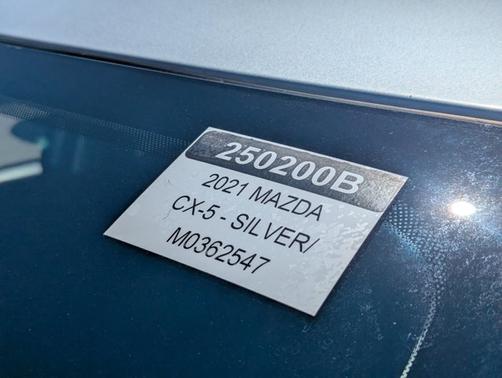 250200B
2021 MAZDA
CX-5 - SILVER/
M0362547